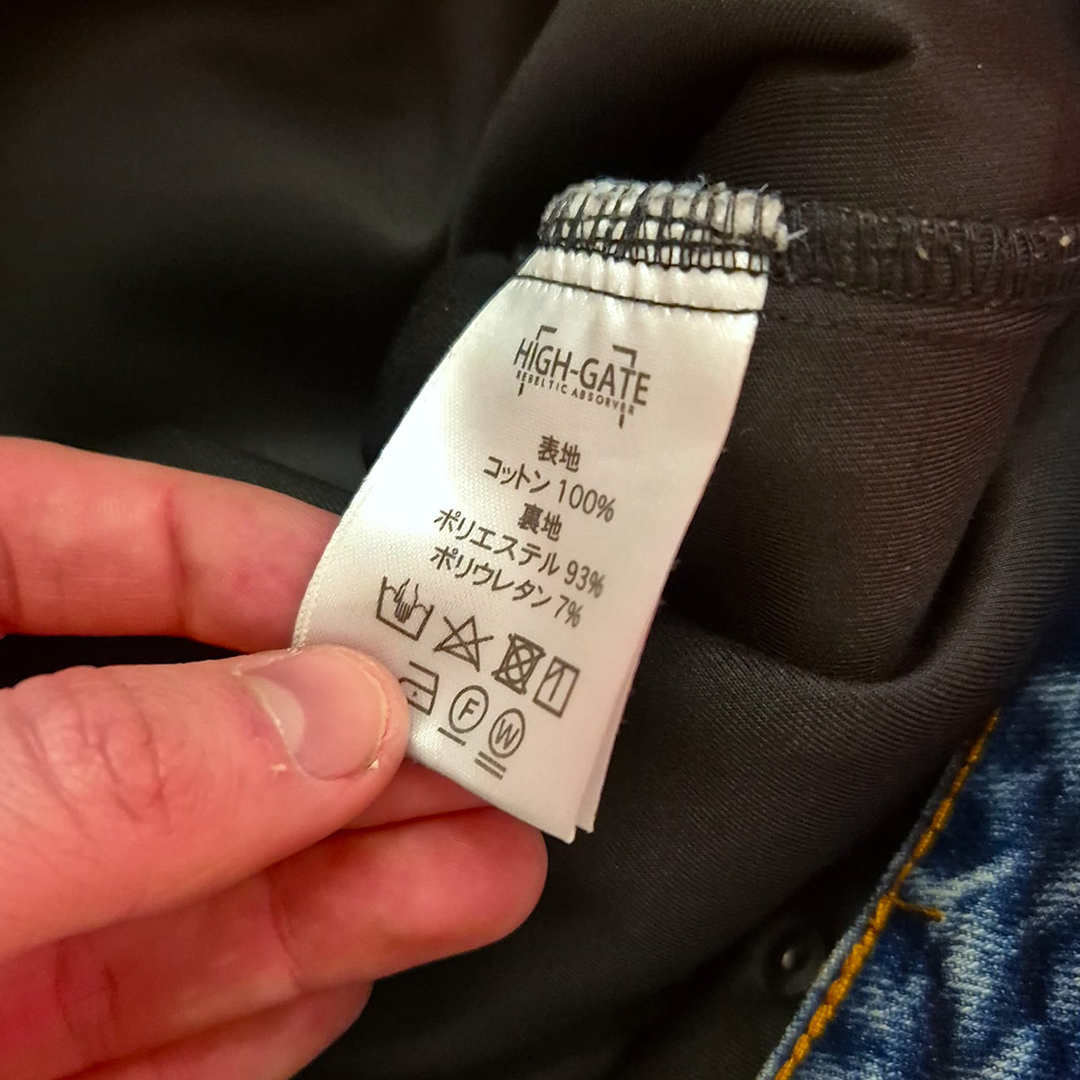 HIGH-GATE
REBELTIC ABSORVER
表地
コットン 100%
裏地
ポリエステル 93%
ポリウレタン 7%
F W